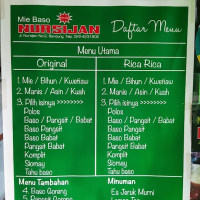 Mie Baso
NURSIJAN
Daftar Menu
Menu Utama
Original
Rica Rica
1. Mie / Bihun / Kwetiaw
2. Manis / Asin / Kuah
3. Pilih isinya >>>>>>>>
Polos
Baso / Pangsit / Babat
Baso Pangsit
Baso Babat
Pangsit Babat
Komplit
Siomay
Tahu baso
1. Mie / Bihun / Kwetiaw
2. Manis / Asin / Kuah
3. Pilih isinya >>>>>>>>
Polos
Baso / Pangsit / Babat
Baso Pangsit
Baso Babat
Pangsit Babat
Komplit
Siomay
Tahu baso
Menu Tambahan
4. Baso Goreng
Minuman
Es Jeruk Murni